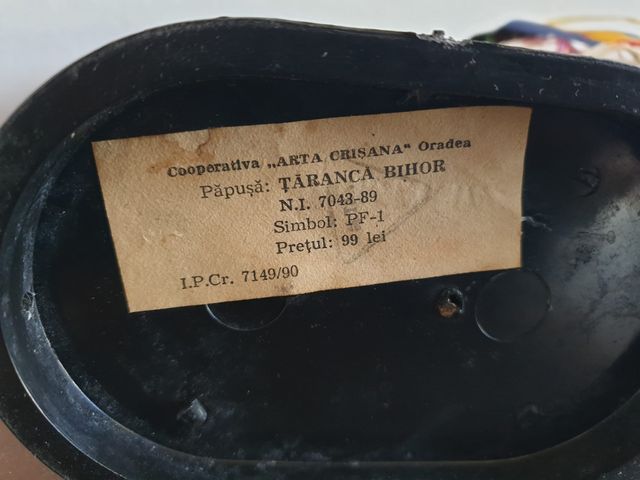 Cooperativa „ARTA CRISANA“ Oradea
Păpușă: ȚĂRANCĂ BIHOR
N.I. 7043-89
Simbol: PF-1
Prețul: 99 lei
I.P.Cr. 7149/90